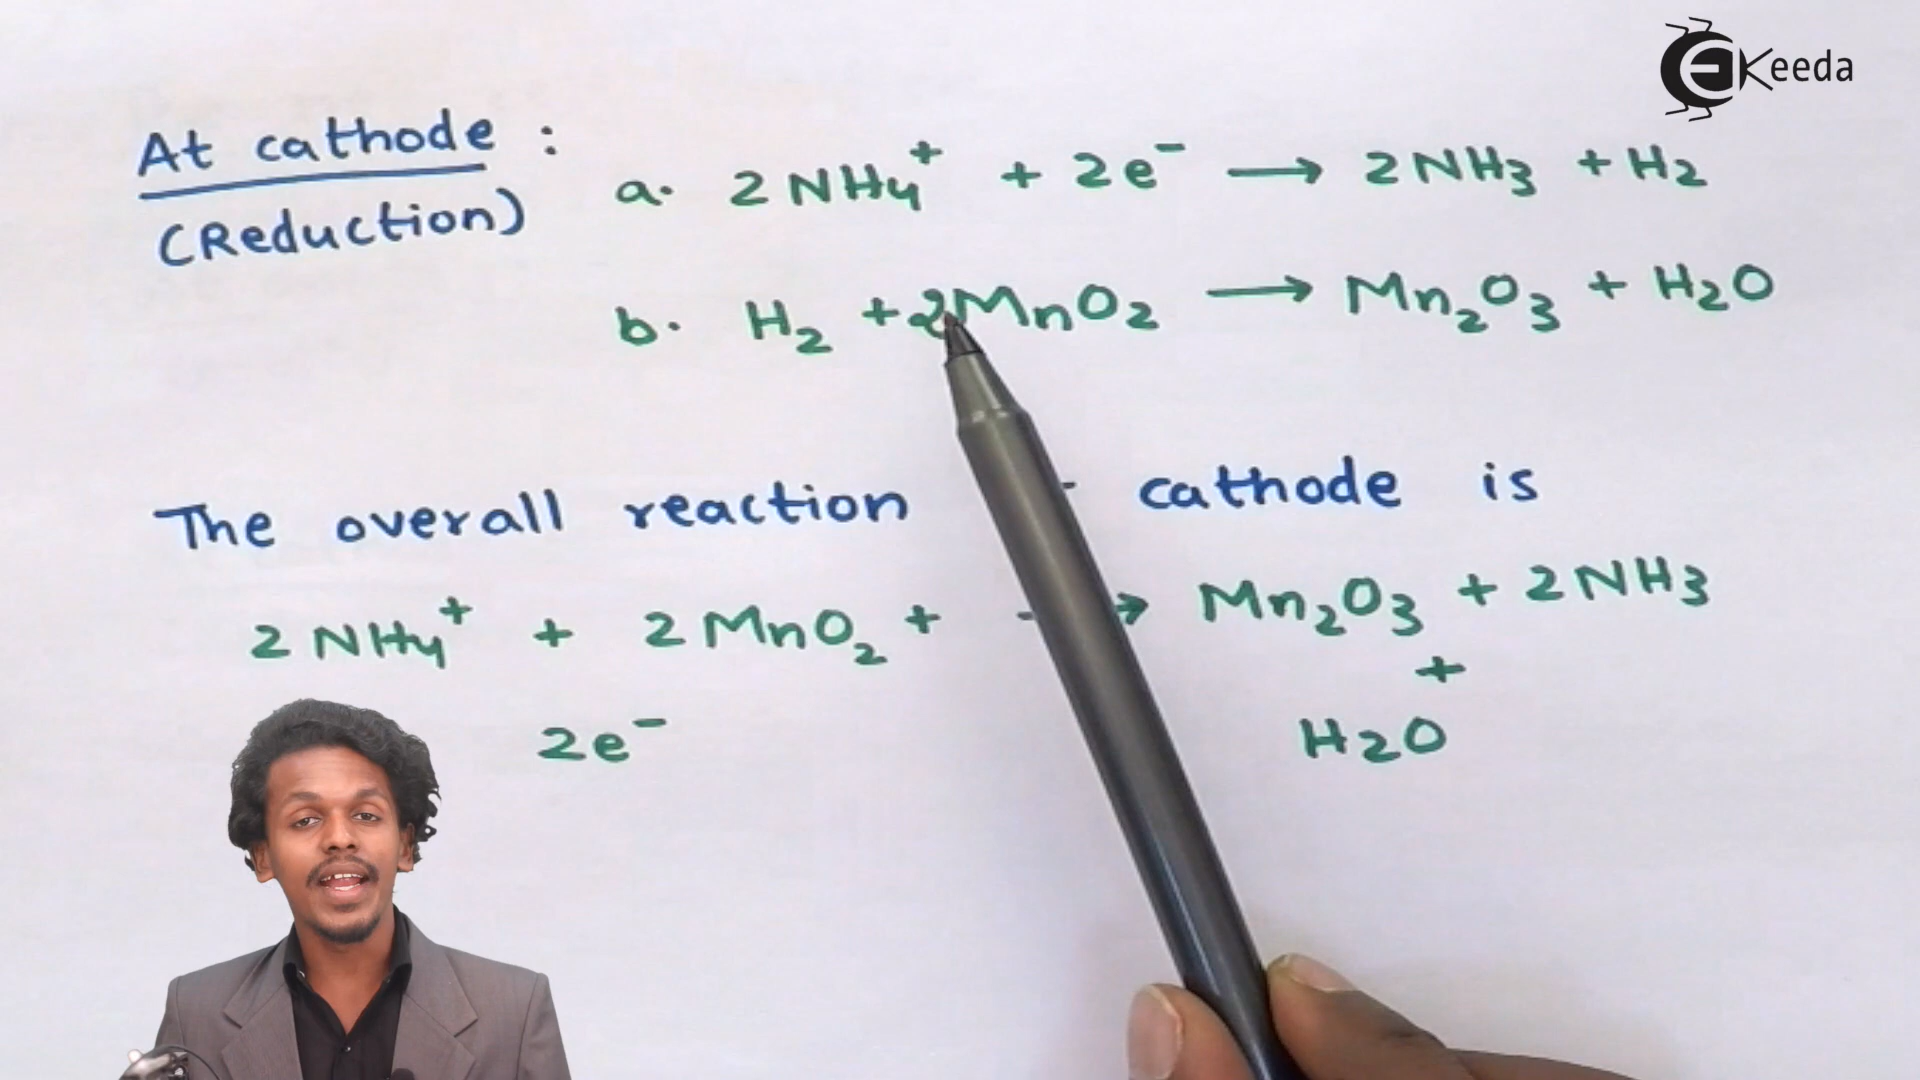 EKeeda
At cathode :
(Reduction)
a. 2NH4⁺ + 2e⁻ → 2NH3 + H2
b. H2 + 2MnO2 → Mn2O3 + H2O
The overall reaction cathode is
2NH4⁺ + 2MnO2 + → Mn2O3 + 2NH3
+
2e⁻ H2O